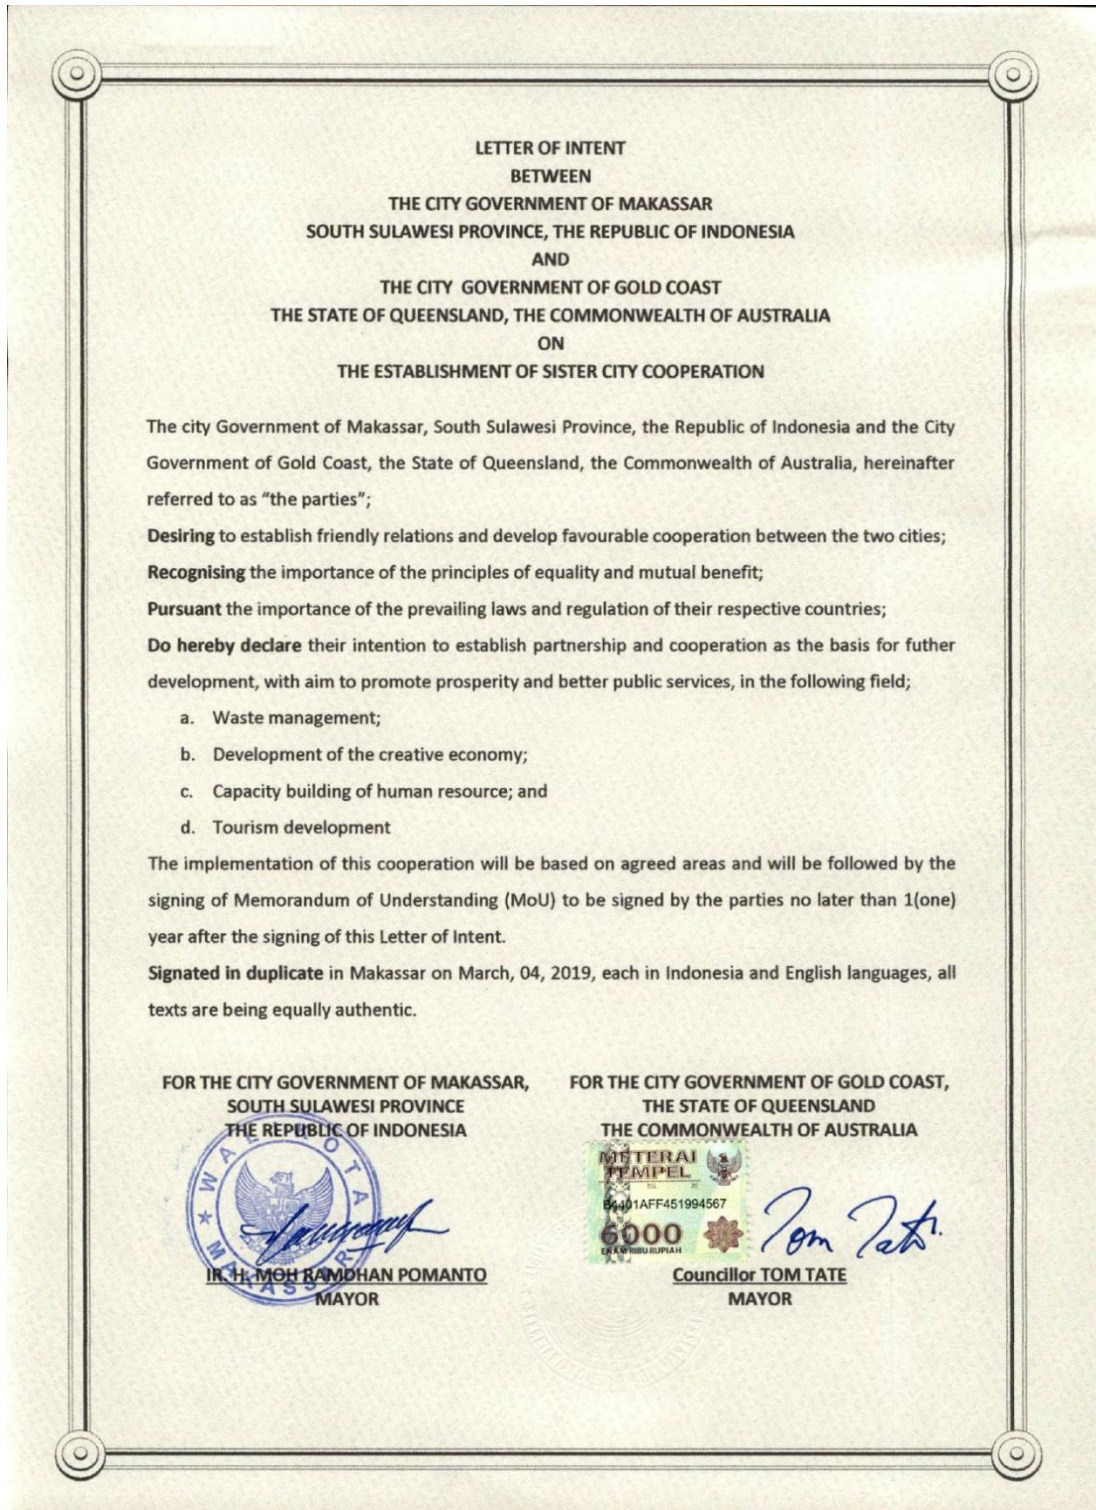 LETTER OF INTENT
BETWEEN
THE CITY GOVERNMENT OF MAKASSAR
SOUTH SULAWESI PROVINCE, THE REPUBLIC OF INDONESIA
AND
THE CITY GOVERNMENT OF GOLD COAST
THE STATE OF QUEENSLAND, THE COMMONWEALTH OF AUSTRALIA
ON
THE ESTABLISHMENT OF SISTER CITY COOPERATION
The city Government of Makassar, South Sulawesi Province, the Republic of Indonesia and the City
Government of Gold Coast, the State of Queensland, the Commonwealth of Australia, hereinafter
referred to as “the parties”;
Desiring to establish friendly relations and develop favourable cooperation between the two cities;
Recognising the importance of the principles of equality and mutual benefit;
Pursuant the importance of the prevailing laws and regulation of their respective countries;
Do hereby declare their intention to establish partnership and cooperation as the basis for futher
development, with aim to promote prosperity and better public services, in the following field;
a. Waste management;
b. Development of the creative economy;
c. Capacity building of human resource; and
d. Tourism development
The implementation of this cooperation will be based on agreed areas and will be followed by the
signing of Memorandum of Understanding (MoU) to be signed by the parties no later than 1(one)
year after the signing of this Letter of Intent.
Signated in duplicate in Makassar on March, 04, 2019, each in Indonesia and English languages, all
texts are being equally authentic.
FOR THE CITY GOVERNMENT OF MAKASSAR,
SOUTH SULAWESI PROVINCE
THE REPUBLIC OF INDONESIA
WALIKOTA
MAKASSAR
IR. H. MOH RAMDHAN POMANTO
MAYOR
FOR THE CITY GOVERNMENT OF GOLD COAST,
THE STATE OF QUEENSLAND
THE COMMONWEALTH OF AUSTRALIA
METERAI
TEMPEL
B4401AFF451994567
6000
ENAM RIBU RUPIAH
Tom Tate
Councillor TOM TATE
MAYOR